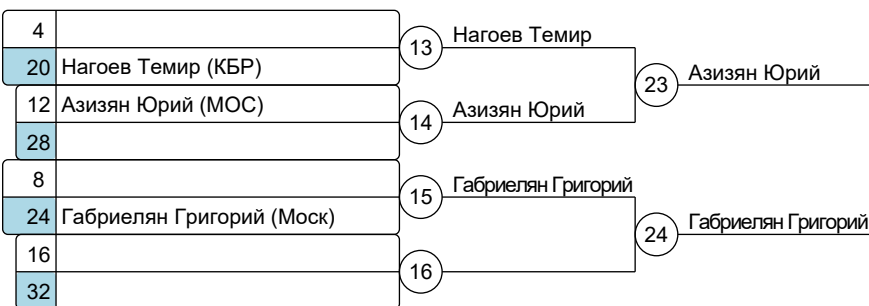 4
13 Нагоев Темир
20 Нагоев Темир (КБР)
23 Азизян Юрий
12 Азизян Юрий (МОС)
14 Азизян Юрий
28
8
15 Габриелян Григорий
24 Габриелян Григорий (Моск)
24 Габриелян Григорий
16
16
32